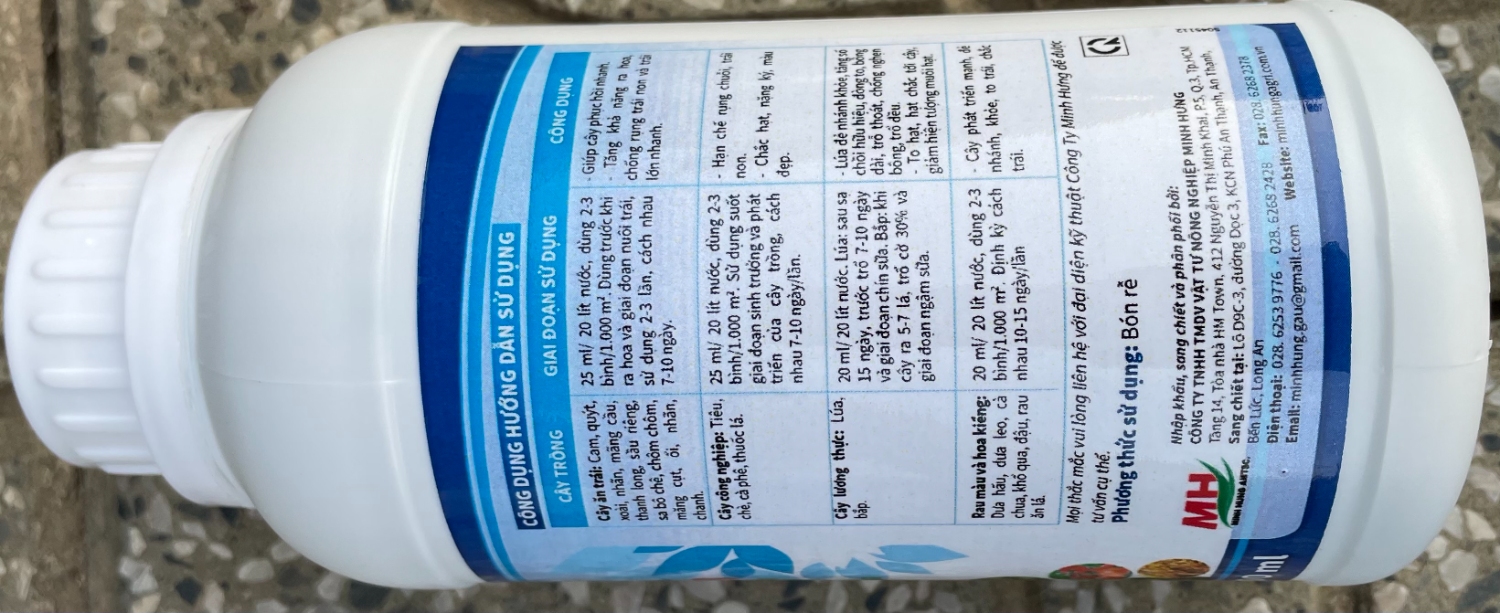 CÔNG DỤNG HƯỚNG DẪN SỬ DỤNG
CÂY TRỒNG
GIAI ĐOẠN SỬ DỤNG
CÔNG DỤNG
Cây ăn trái: Cam, quýt,
xoài, nhãn, mãng cầu,
thanh long, sầu riêng,
sa bô chê, chôm chôm,
măng cụt, ổi, nhãn,
chanh.
25 ml/ 20 lít nước, dùng 2-3
bình/1.000 m². Dùng trước khi
ra hoa và giai đoạn nuôi trái,
sử dụng 2-3 lần, cách nhau
7-10 ngày.
- Giúp cây phục hồi nhanh.
- Tăng khả năng ra hoa,
chống rụng trái non và trái
lớn nhanh.
Cây công nghiệp: Tiêu,
chè, cà phê, thuốc lá.
25 ml/ 20 lít nước, dùng 2-3
bình/1.000 m². Sử dụng suốt
giai đoạn sinh trưởng và phát
triển của cây trồng, cách
nhau 7-10 ngày/lần.
- Hạn chế rụng chuỗi, trái
non.
- Chắc hạt, nặng ký, màu
đẹp.
Cây lương thực: Lúa,
bắp.
20 ml/ 20 lít nước. Lúa: sau sạ
15 ngày, trước trổ 7-10 ngày
và giai đoạn chín sữa. Bắp: khi
cây ra 5-7 lá, trổ cờ 30% và
giai đoạn ngậm sữa.
- Lúa đẻ nhánh khỏe, tăng số
chồi hữu hiệu, đòng to, bông
dài, trổ thoát, chống nghẹn
bông, trổ đều.
- To hạt, hạt chắc tới cậy,
giảm hiện tượng muỗi hạt.
Rau màu và hoa kiểng:
Dưa hấu, dưa leo, cà
chua, khổ qua, đậu, rau
ăn lá.
20 ml/ 20 lít nước, dùng 2-3
bình/1.000 m². Định kỳ cách
nhau 10-15 ngày/lần
- Cây phát triển mạnh, đẻ
nhánh, khỏe, to trái, chắc
trái.
Mọi thắc mắc vui lòng liên hệ với đại diện kỹ thuật Công Ty Minh Hưng để được
tư vấn cụ thể.
Phương thức sử dụng: Bón rễ
MH
MINH HUNG AMTSC.
Nhập khẩu, sang chiết và phân phối bởi:
CÔNG TY TNHH TMDV VẬT TƯ NÔNG NGHIỆP MINH HƯNG
Tầng 14, Tòa nhà HM Town, 412 Nguyễn Thị Minh Khai, P.5, Q.3, Tp.HCM
Sang chiết tại: Lô D9C-3, đường Dọc 3, KCN Phú An Thạnh, An Thạnh,
Bến Lức, Long An
Điện thoại: 028. 6253 9776 - 028. 6268 2428 Fax: 028. 6268 2378
Email: minhhung.gau@gmail.com Website: minhhungagri.com.vn
ml